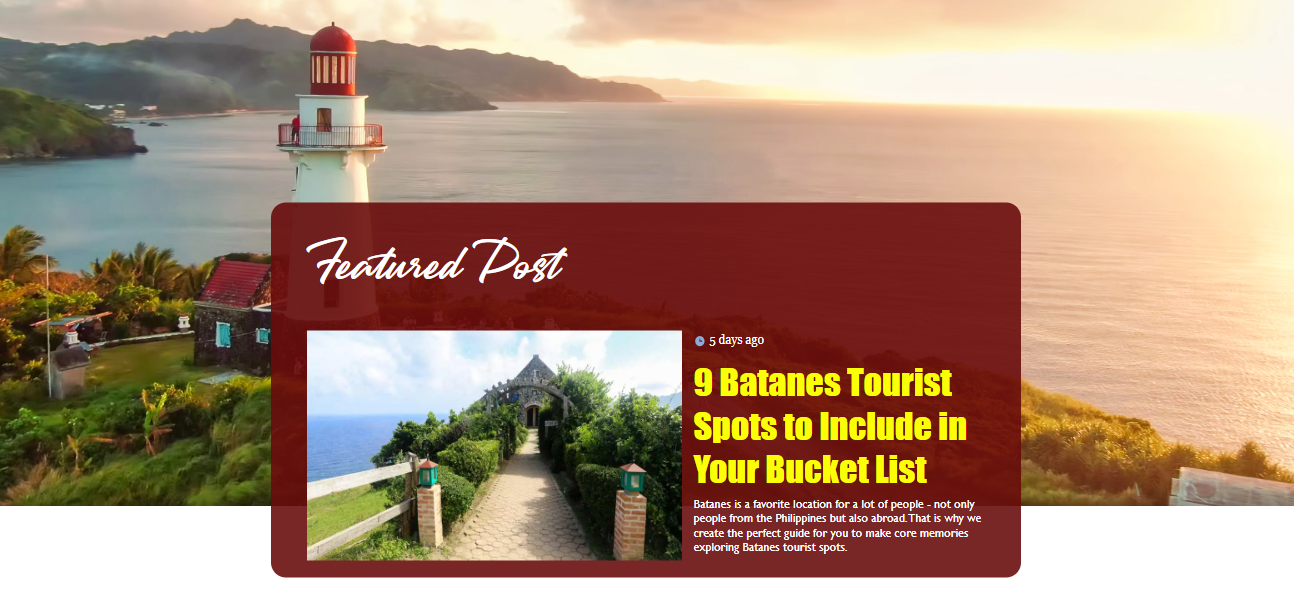 Featured Post
5 days ago
9 Batanes Tourist
Spots to Include in
Your Bucket List
Batanes is a favorite location for a lot of people - not only
people from the Philippines but also abroad.That is why we
create the perfect guide for you to make core memories
exploring Batanes tourist spots.